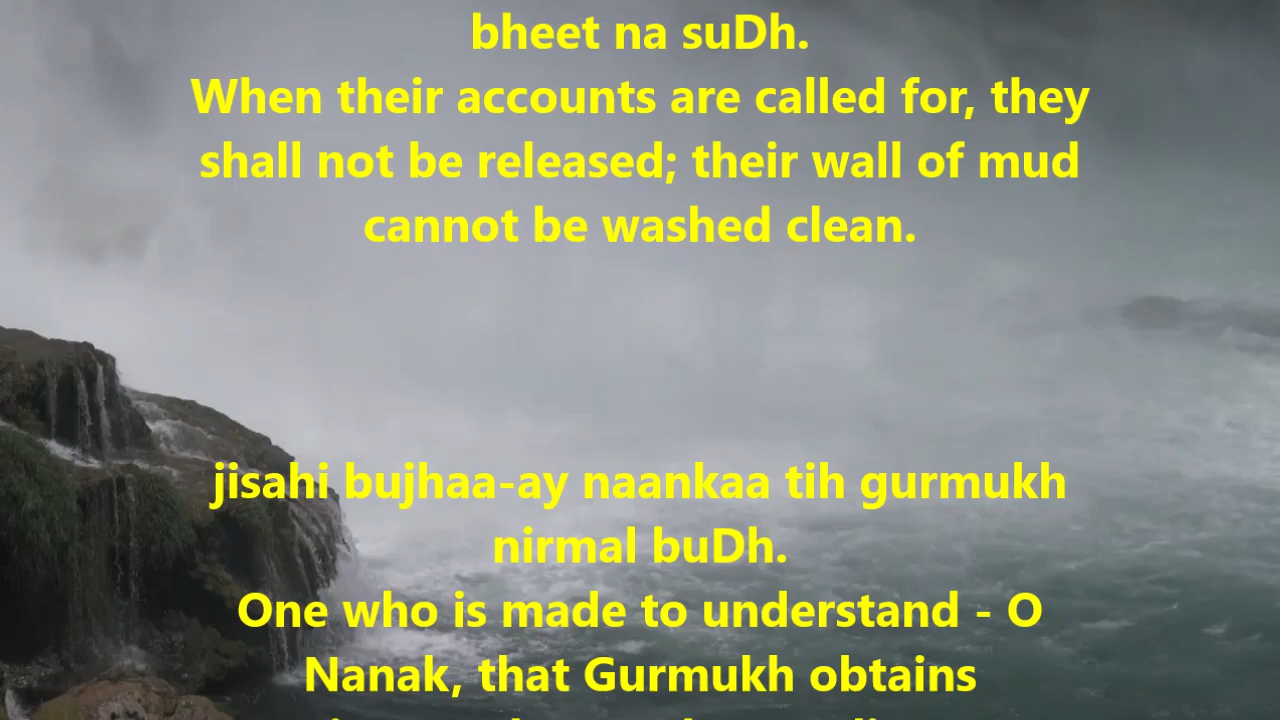 bheet na suDh.
When their accounts are called for, they
shall not be released; their wall of mud
cannot be washed clean.
jisahi bujhaa-ay naankaa tih gurmukh
nirmal buDh.
One who is made to understand - O
Nanak, that Gurmukh obtains